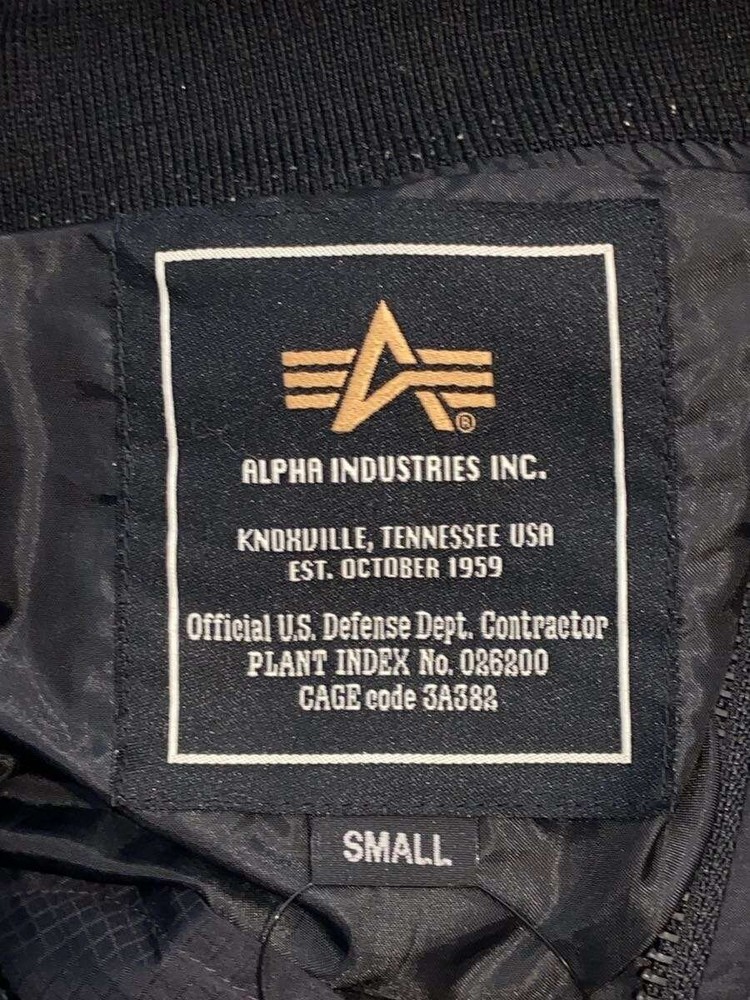 ®
ALPHA INDUSTRIES INC.
KNOXVILLE, TENNESSEE USA
EST. OCTOBER 1959
Official U.S. Defense Dept. Contractor
PLANT INDEX No. 026200
CAGE code 3A382
SMALL